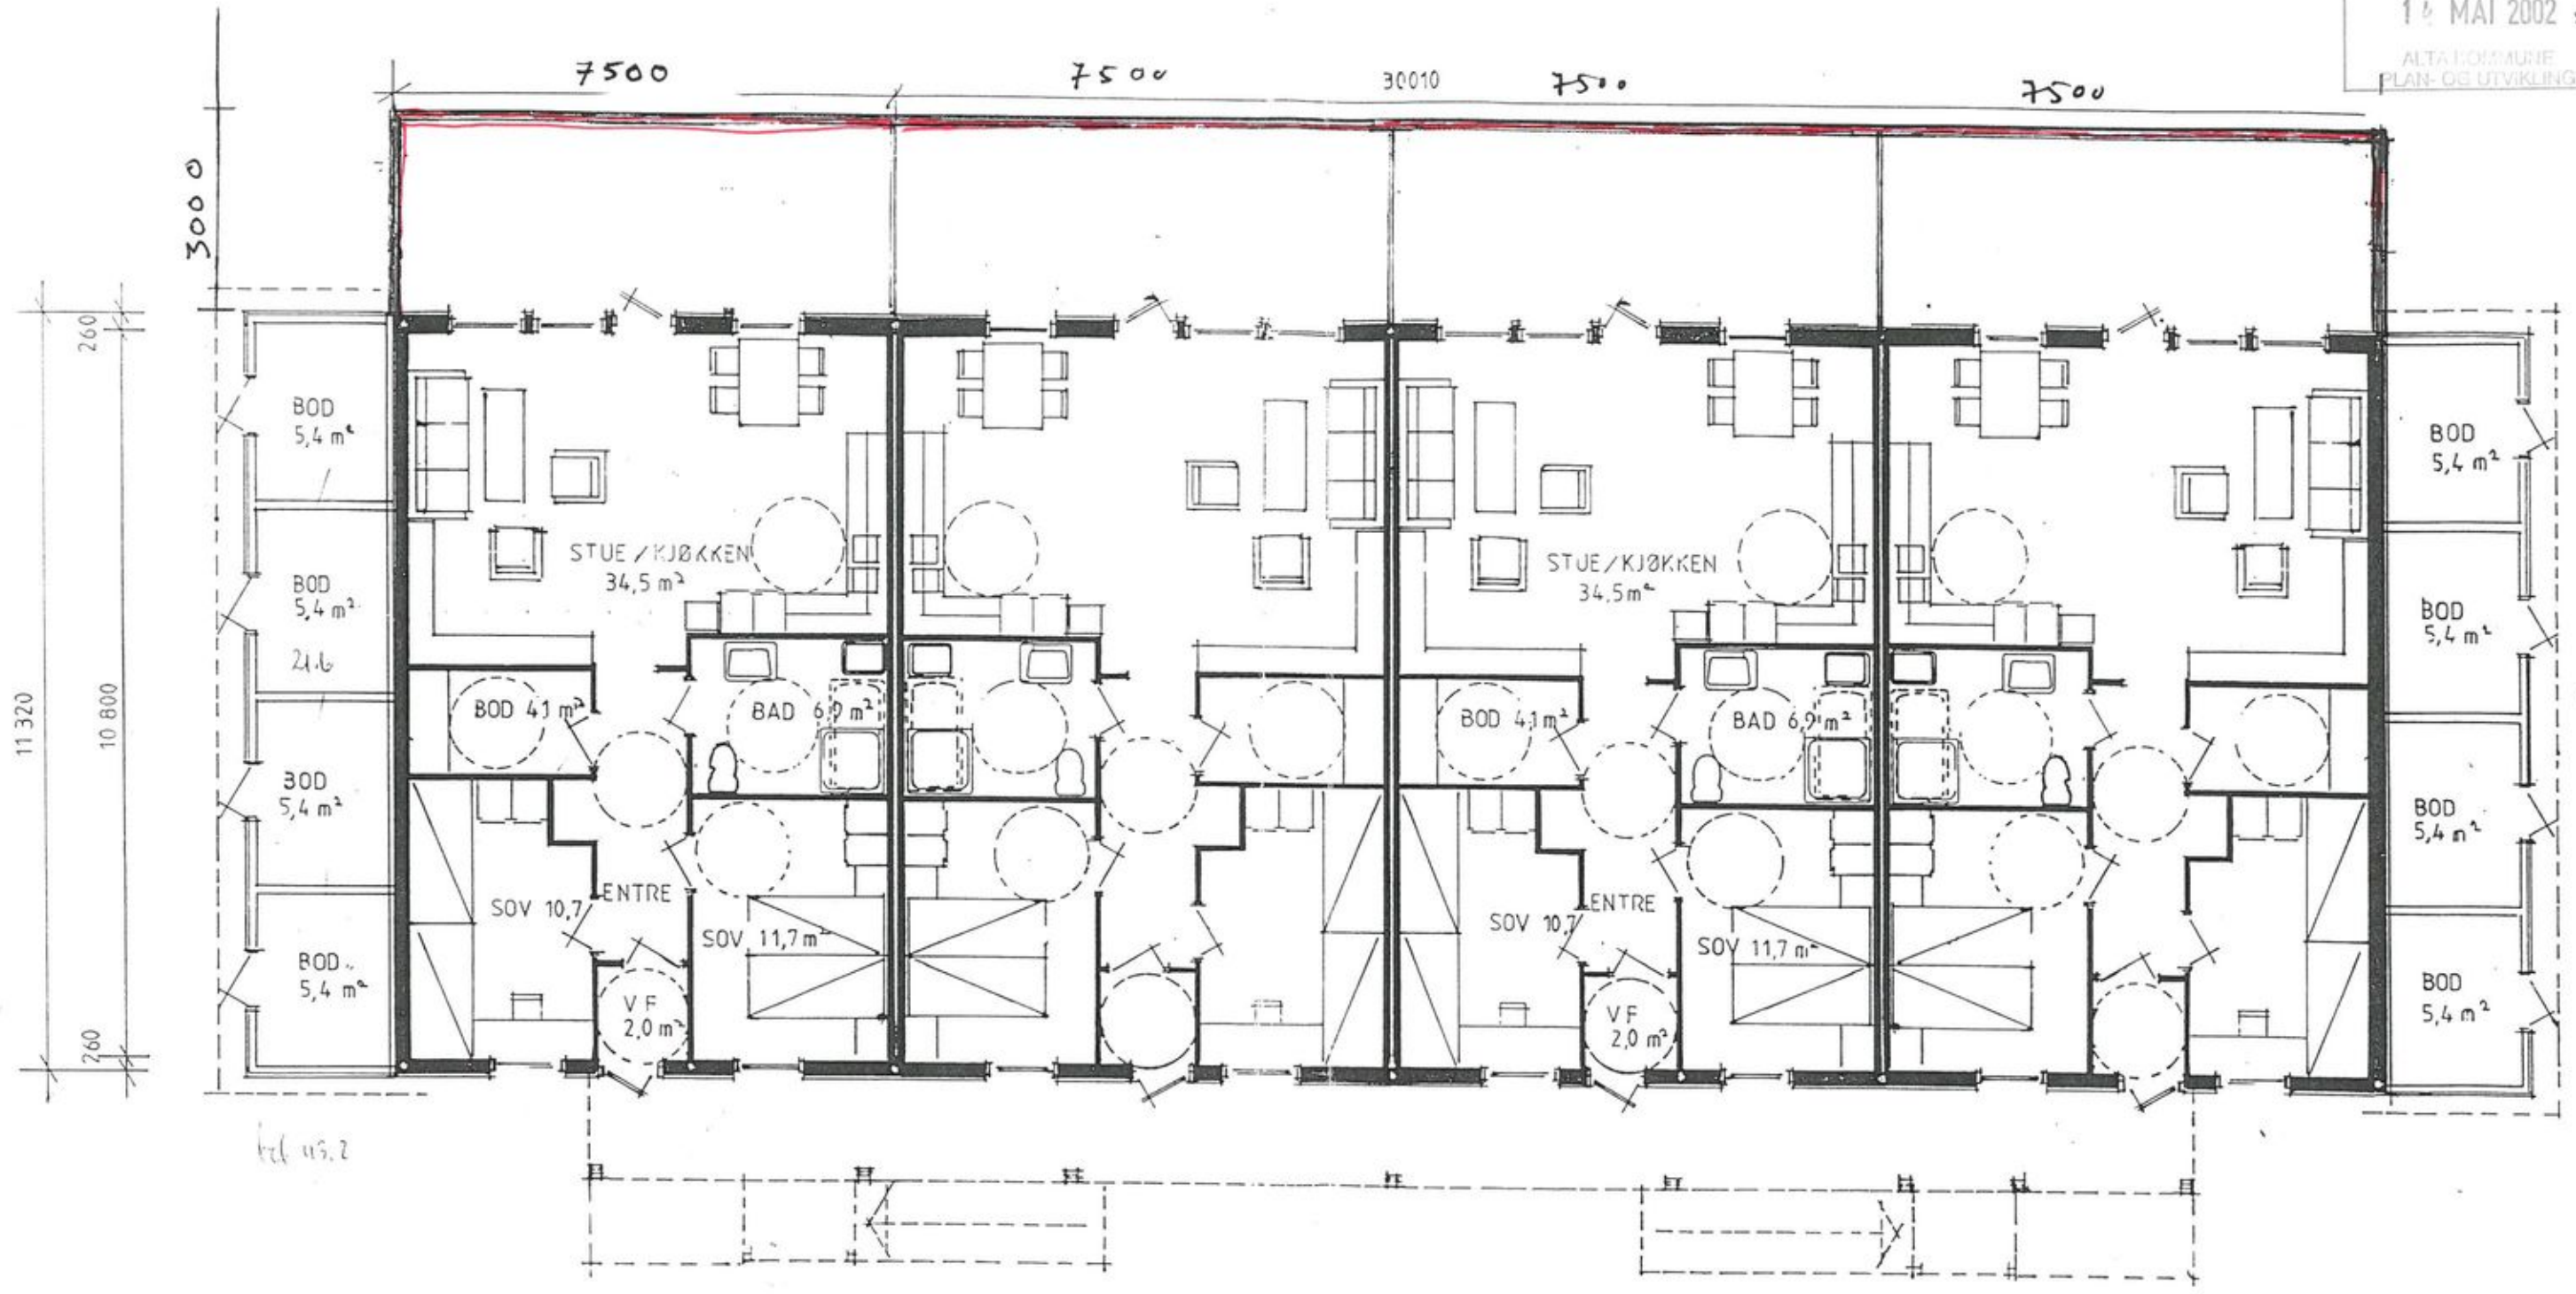 14 MAI 2002
ALTA KOMMUNE
PLAN- OG UTVIKLING
7500
7500
30010
7500
7500
3000
260
11 320
10 800
260
BOD
5,4 m²
BOD
5,4 m²
21.6
BOD
5,4 m²
BOD
5,4 m²
STUE/KJØKKEN
34,5 m²
BOD 4,1 m²
BAD 6,9 m²
SOV 10,7
ENTRE
SOV 11,7 m²
VF
2,0 m²
STUE/KJØKKEN
34,5 m²
BOD 4,1 m²
BAD 6,9 m²
SOV 10,7
ENTRE
SOV 11,7 m²
VF
2,0 m²
BOD
5,4 m²
BOD
5,4 m²
BOD
5,4 m²
BOD
5,4 m²